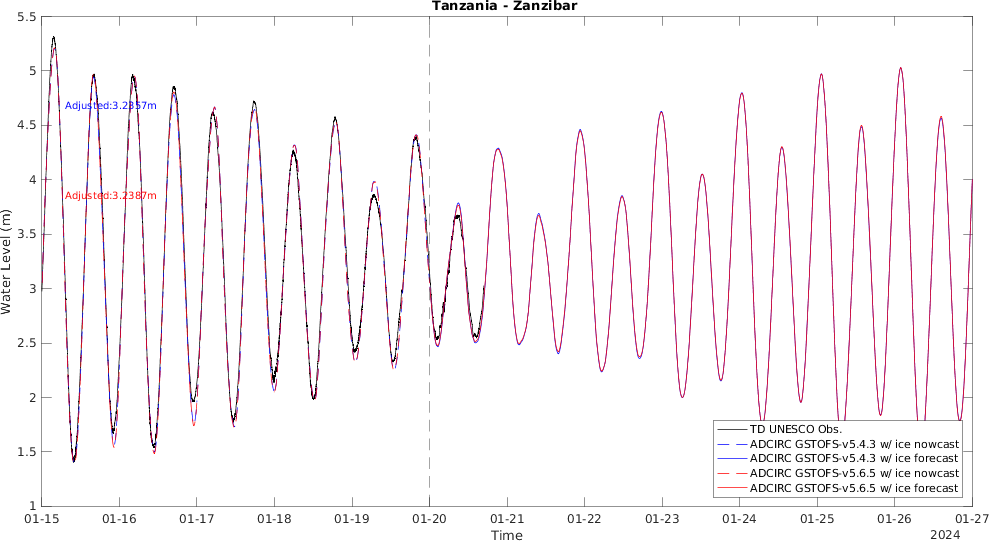 Tanzania - Zanzibar
5.5
5
4.5
4
3.5
3
2.5
2
1.5
1
Water Level (m)
Adjusted:3.2357m
Adjusted:3.2387m
TD UNESCO Obs.
ADCIRC GSTOFS-v5.4.3 w/ ice nowcast
ADCIRC GSTOFS-v5.4.3 w/ ice forecast
ADCIRC GSTOFS-v5.6.5 w/ ice nowcast
ADCIRC GSTOFS-v5.6.5 w/ ice forecast
01-15 01-16 01-17 01-18 01-19 01-20 01-21 01-22 01-23 01-24 01-25 01-26 01-27
Time
2024